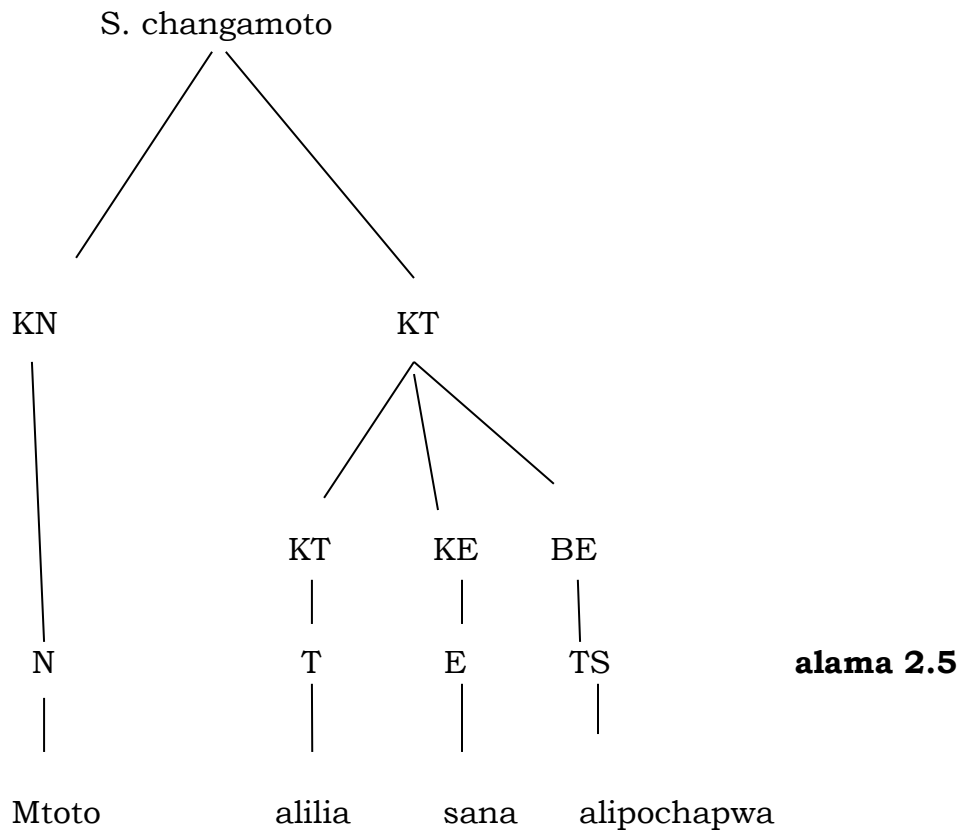 S. changamoto
KN KT
KT KE BE
N T E TS alama 2.5
Mtoto alilia sana alipochapwa